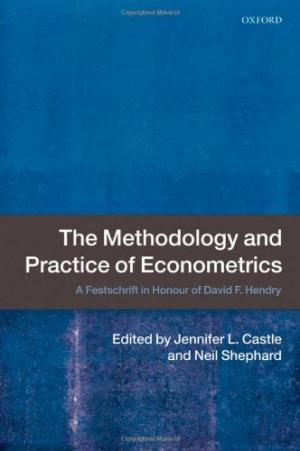 OXFORD
The Methodology and
Practice of Econometrics
A Festschrift in Honour of David F. Hendry
Edited by Jennifer L. Castle
and Neil Shephard